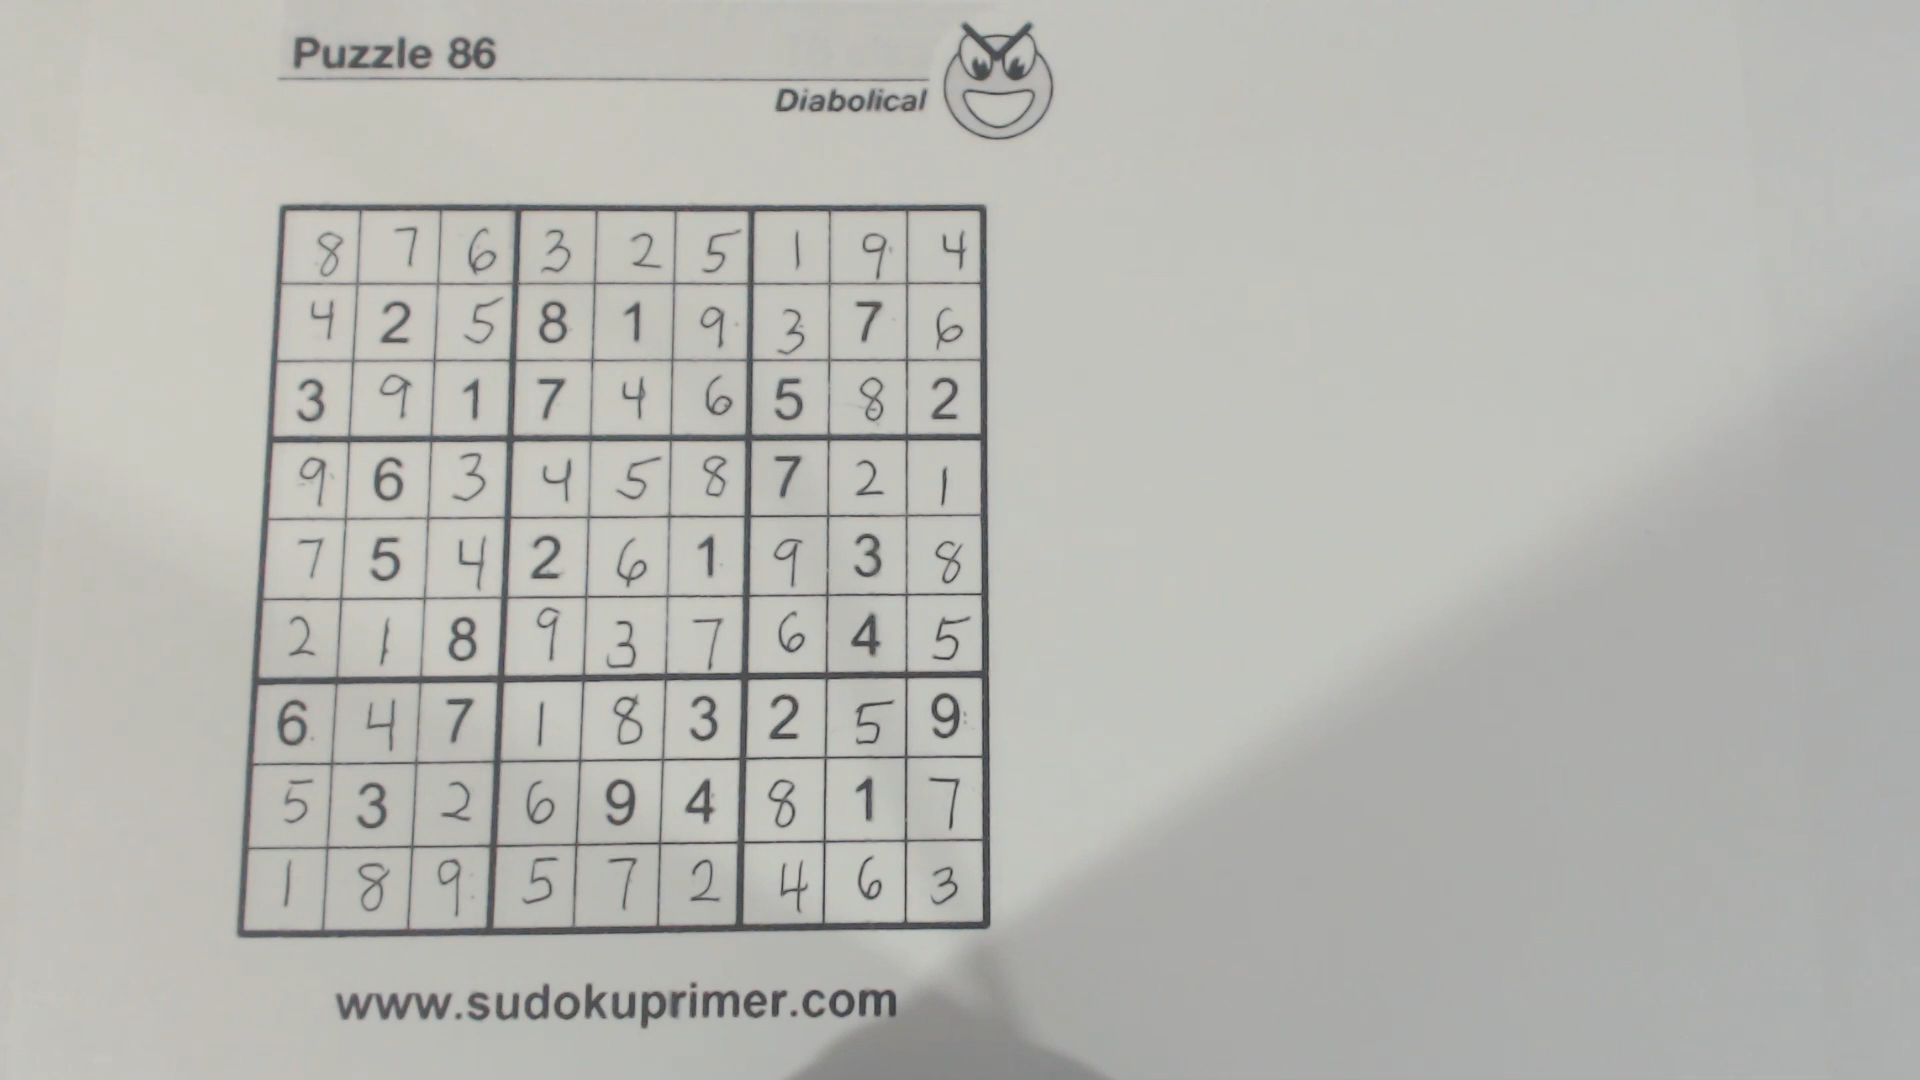 Puzzle 86
Diabolical
8 7 6 3 2 5 1 9 4
4 2 5 8 1 9 3 7 6
3 9 1 7 4 6 5 8 2
9 6 3 4 5 8 7 2 1
7 5 4 2 6 1 9 3 8
2 1 8 9 3 7 6 4 5
6 4 7 1 8 3 2 5 9
5 3 2 6 9 4 8 1 7
1 8 9 5 7 2 4 6 3
www.sudokuprimer.com